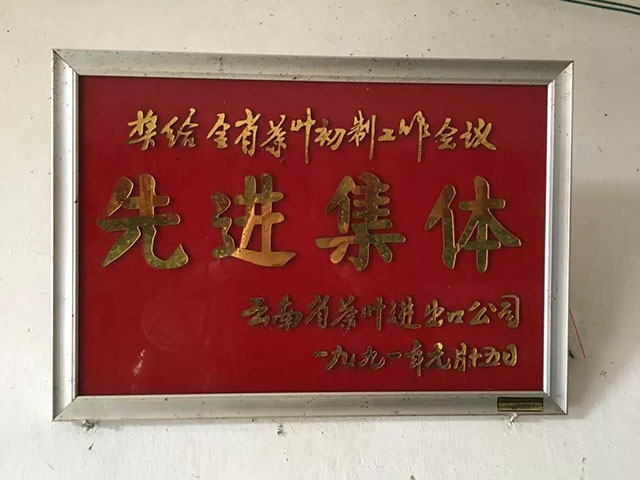 奖给全省茶叶初制工作会议
先进集体
云南省茶叶进出口公司
一九九一年元月十五日